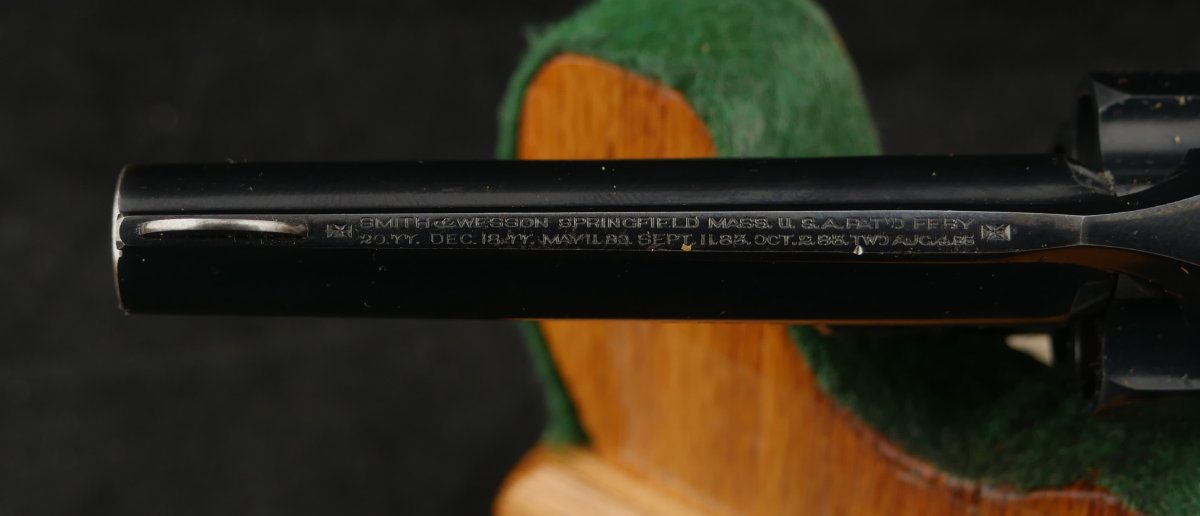 SMITH & WESSON SPRINGFIELD MASS. U.S.A. PAT'D FEBY
20.77. DEC. 18.77. MAY 11.80. SEPT. 11.83. OCT. 2.83. TWO AUG. 4.85